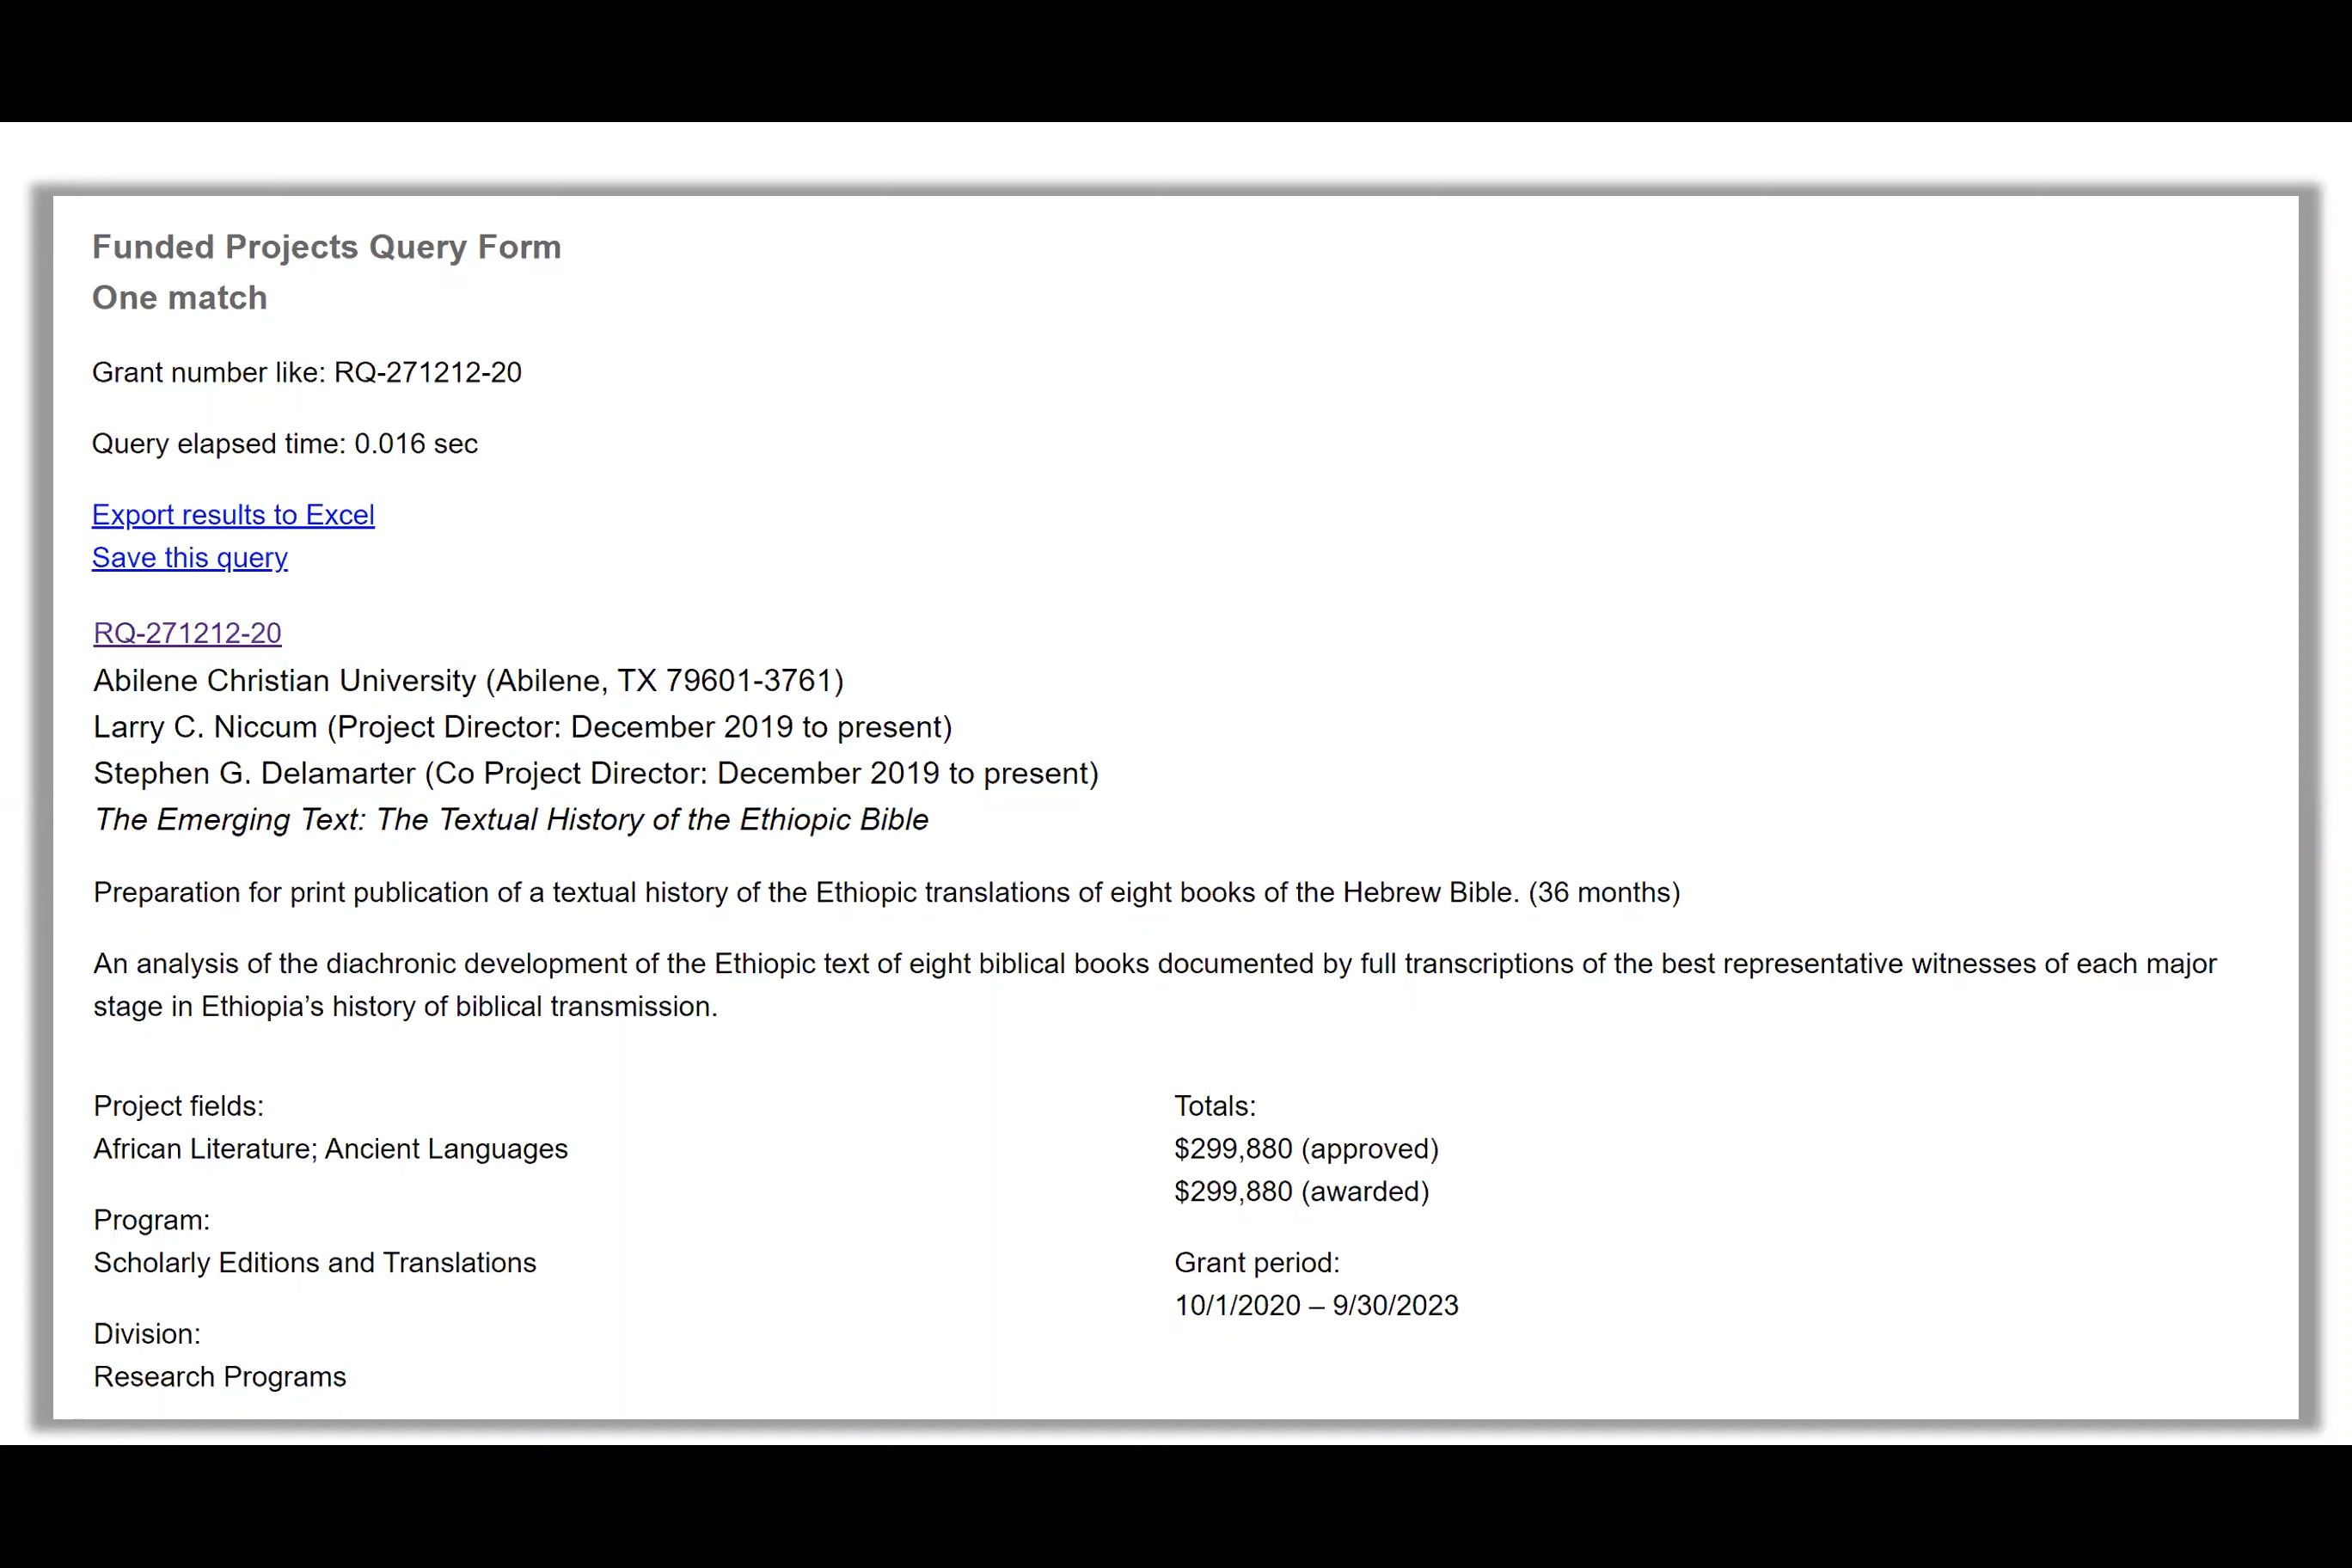 Funded Projects Query Form
One match
Grant number like: RQ-271212-20
Query elapsed time: 0.016 sec
Export results to Excel
Save this query
RQ-271212-20
Abilene Christian University (Abilene, TX 79601-3761)
Larry C. Niccum (Project Director: December 2019 to present)
Stephen G. Delamarter (Co Project Director: December 2019 to present)
The Emerging Text: The Textual History of the Ethiopic Bible
Preparation for print publication of a textual history of the Ethiopic translations of eight books of the Hebrew Bible. (36 months)
An analysis of the diachronic development of the Ethiopic text of eight biblical books documented by full transcriptions of the best representative witnesses of each major
stage in Ethiopia’s history of biblical transmission.
Project fields:
African Literature; Ancient Languages
Program:
Scholarly Editions and Translations
Division:
Research Programs
Totals:
$299,880 (approved)
$299,880 (awarded)
Grant period:
10/1/2020 – 9/30/2023